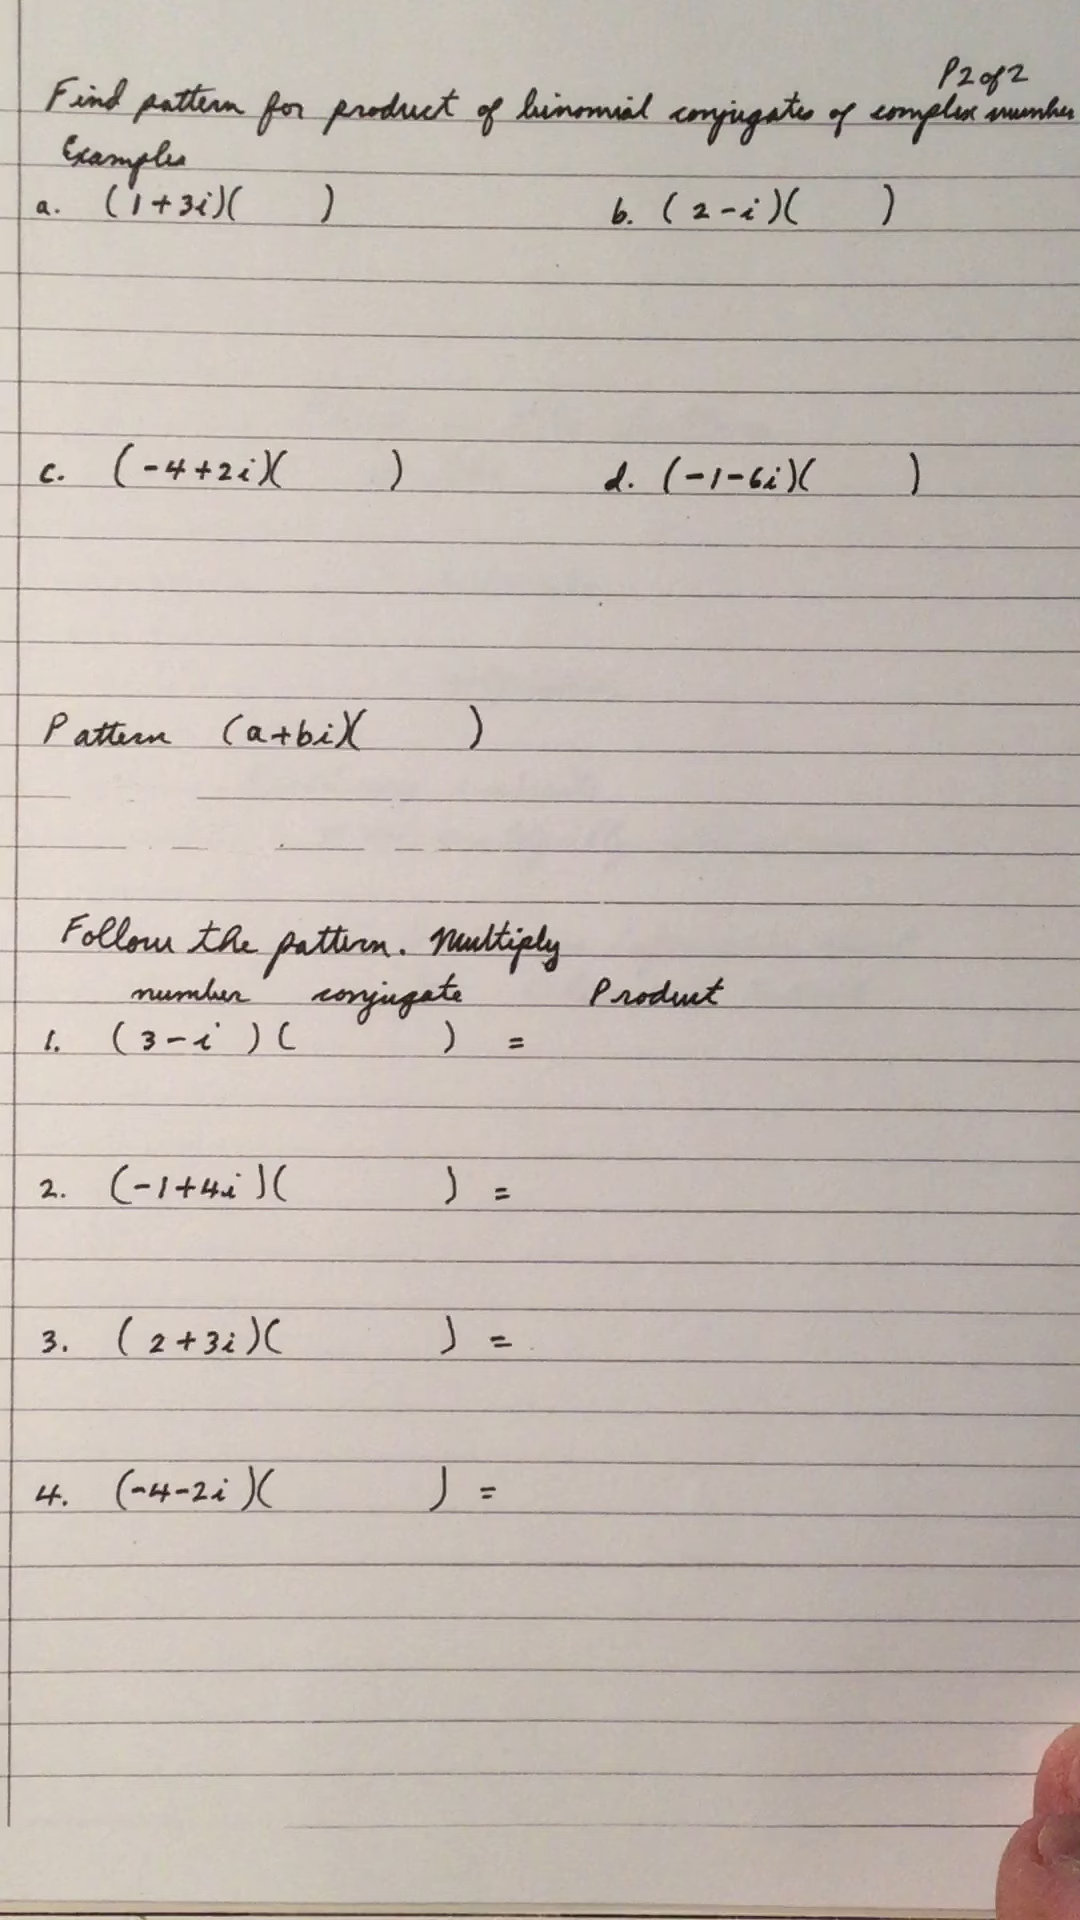 P2 of 2
Find pattern for product of binomial conjugates of complex number
Examples
a. (1+3i)( )
b. (2-i)( )
c. (-4+2i)( )
d. (-1-6i)( )
Pattern (a+bi)( )
Follow the pattern. Multiply
number conjugate Product
1. (3-i)( ) =
2. (-1+4i)( ) =
3. (2+3i)( ) =
4. (-4-2i)( ) =